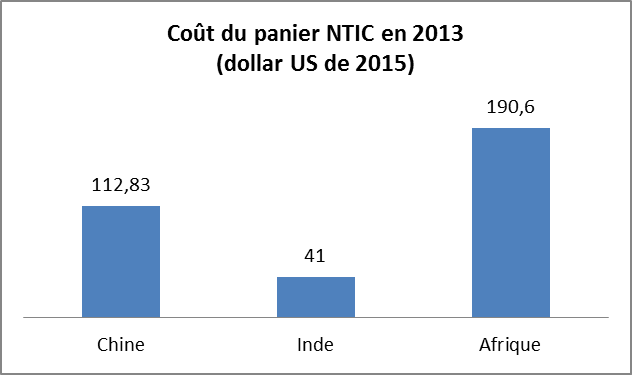 Coût du panier NTIC en 2013
(dollar US de 2015)
190,6
112,83
41
Chine Inde Afrique